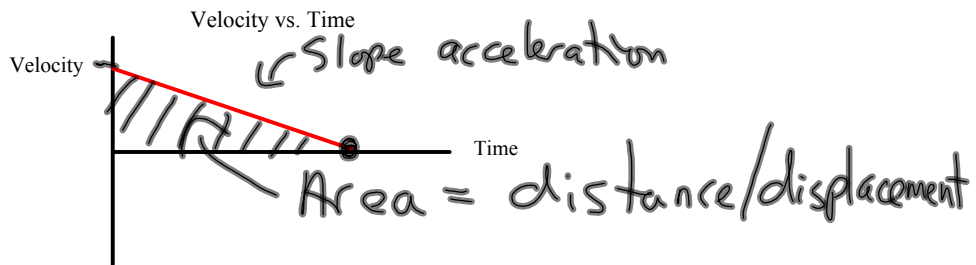 Velocity vs. Time
Slope acceleration
Velocity
Time
Area = distance/displacement